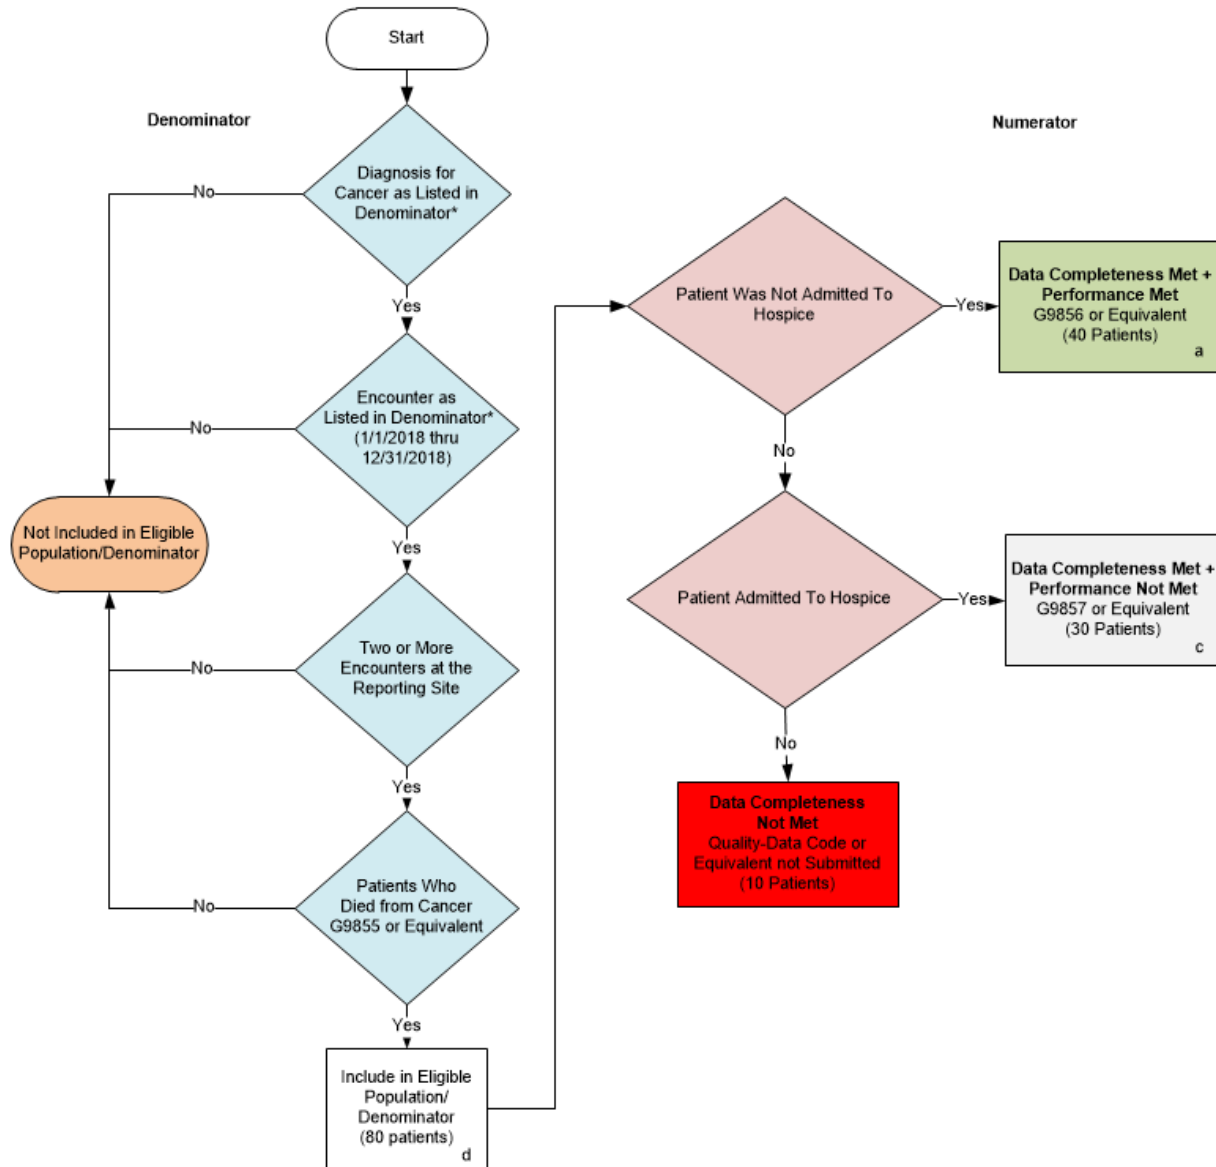 Start
Denominator
Numerator
Diagnosis for
Cancer as Listed in
Denominator*
No
Yes
Encounter as
Listed in Denominator*
(1/1/2018 thru
12/31/2018)
No
Yes
Not Included in Eligible
Population/Denominator
Two or More
Encounters at the
Reporting Site
No
Yes
Patients Who
Died from Cancer
G9855 or Equivalent
No
Yes
Include in Eligible
Population/
Denominator
(80 patients)
d
Patient Was Not Admitted To
Hospice
Yes
Data Completeness Met +
Performance Met
G9856 or Equivalent
(40 Patients)
a
No
Patient Admitted To Hospice
Yes
Data Completeness Met +
Performance Not Met
G9857 or Equivalent
(30 Patients)
c
No
Data Completeness
Not Met
Quality-Data Code or
Equivalent not Submitted
(10 Patients)